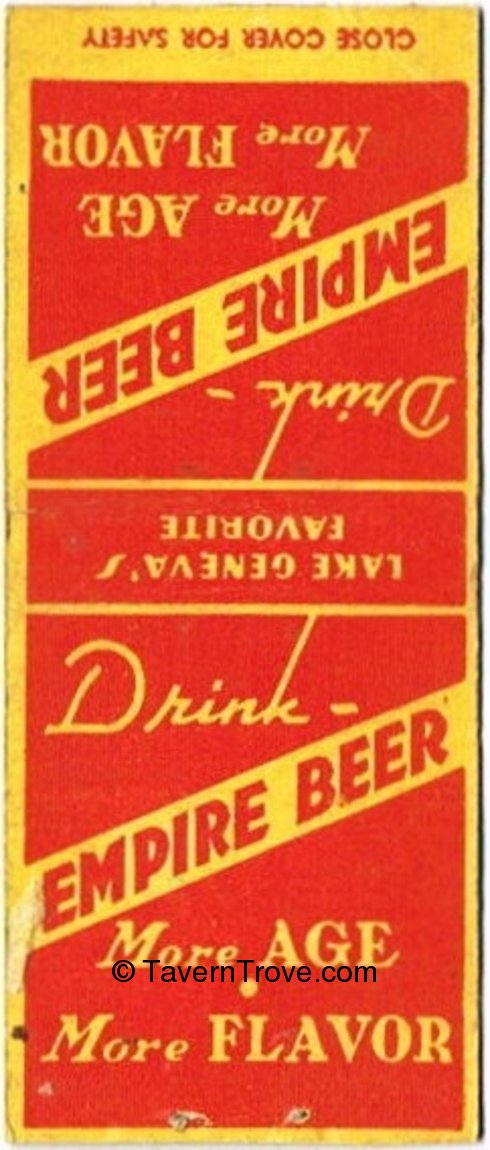 CLOSE COVER FOR SAFETY
Drink -
EMPIRE BEER
More AGE
More FLAVOR
LAKE GENEVA'S
FAVORITE
Drink -
EMPIRE BEER
More AGE
© TavernTrove.com
More FLAVOR